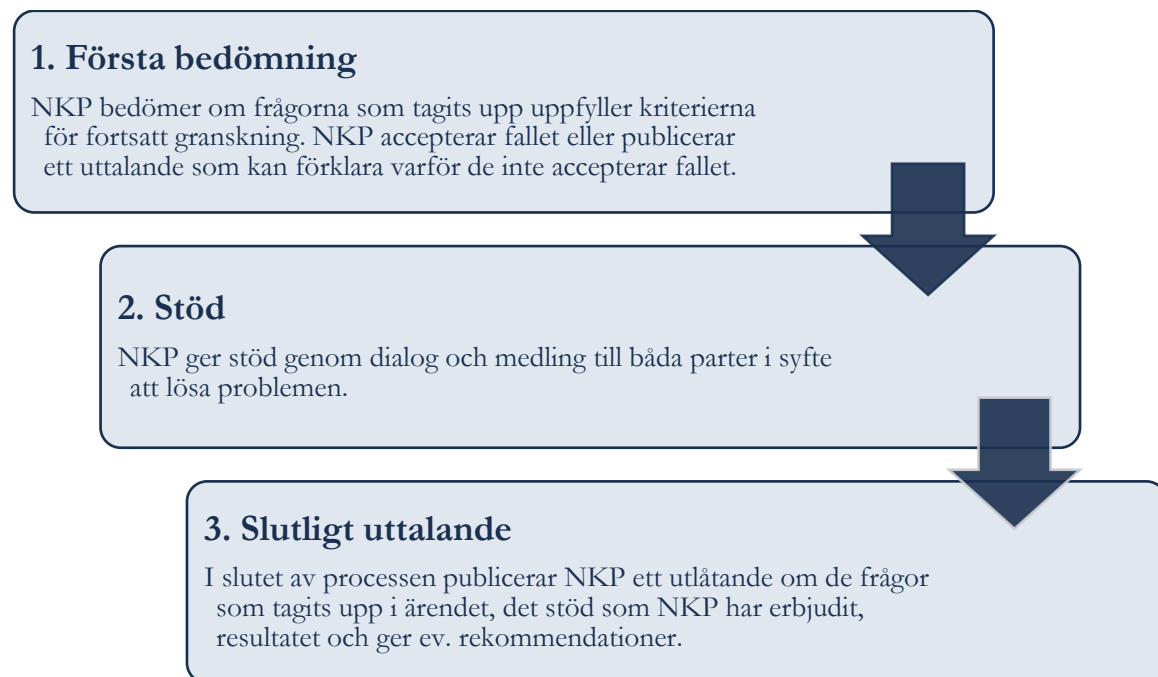 1. Första bedömning
NKP bedömer om frågorna som tagits upp uppfyller kriterierna
för fortsatt granskning. NKP accepterar fallet eller publicerar
ett uttalande som kan förklara varför de inte accepterar fallet.
2. Stöd
NKP ger stöd genom dialog och medling till båda parter i syfte
att lösa problemen.
3. Slutligt uttalande
I slutet av processen publicerar NKP ett utlåtande om de frågor
som tagits upp i ärendet, det stöd som NKP har erbjudit,
resultatet och ger ev. rekommendationer.